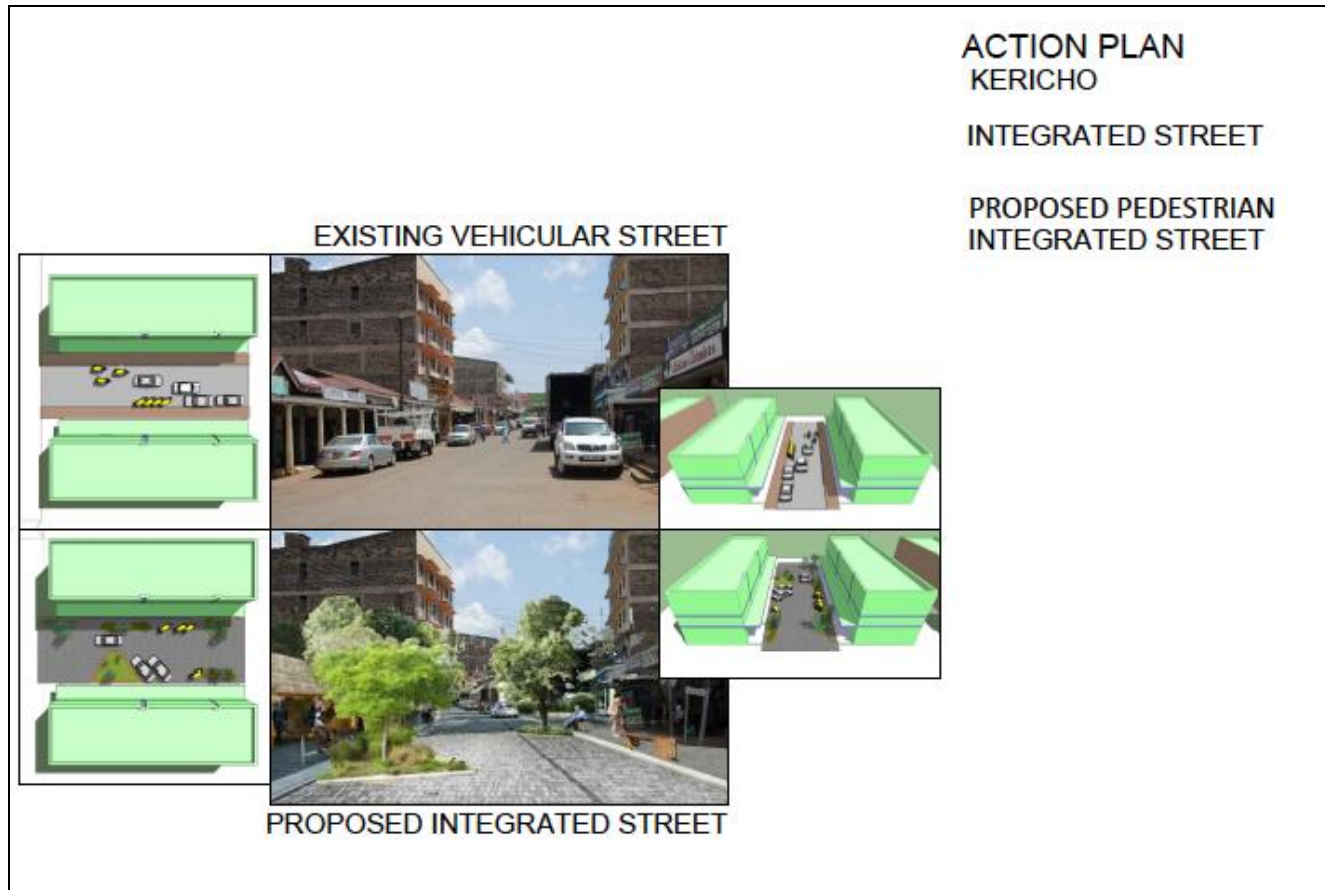 ACTION PLAN
KERICHO
INTEGRATED STREET
PROPOSED PEDESTRIAN
INTEGRATED STREET
EXISTING VEHICULAR STREET
PROPOSED INTEGRATED STREET